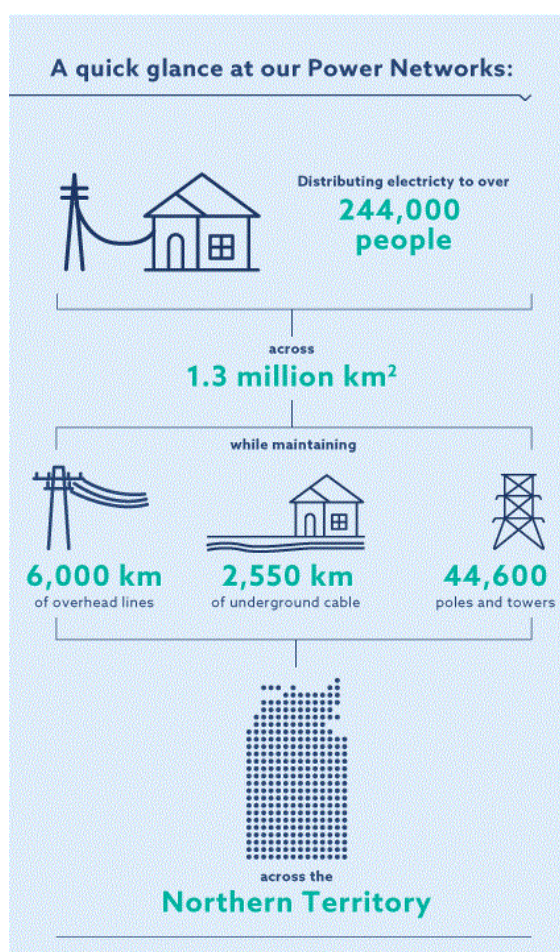 A quick glance at our Power Networks:
Distributing electricty to over
244,000
people
across
1.3 million km²
while maintaining
6,000 km
of overhead lines
2,550 km
of underground cable
44,600
poles and towers
across the
Northern Territory